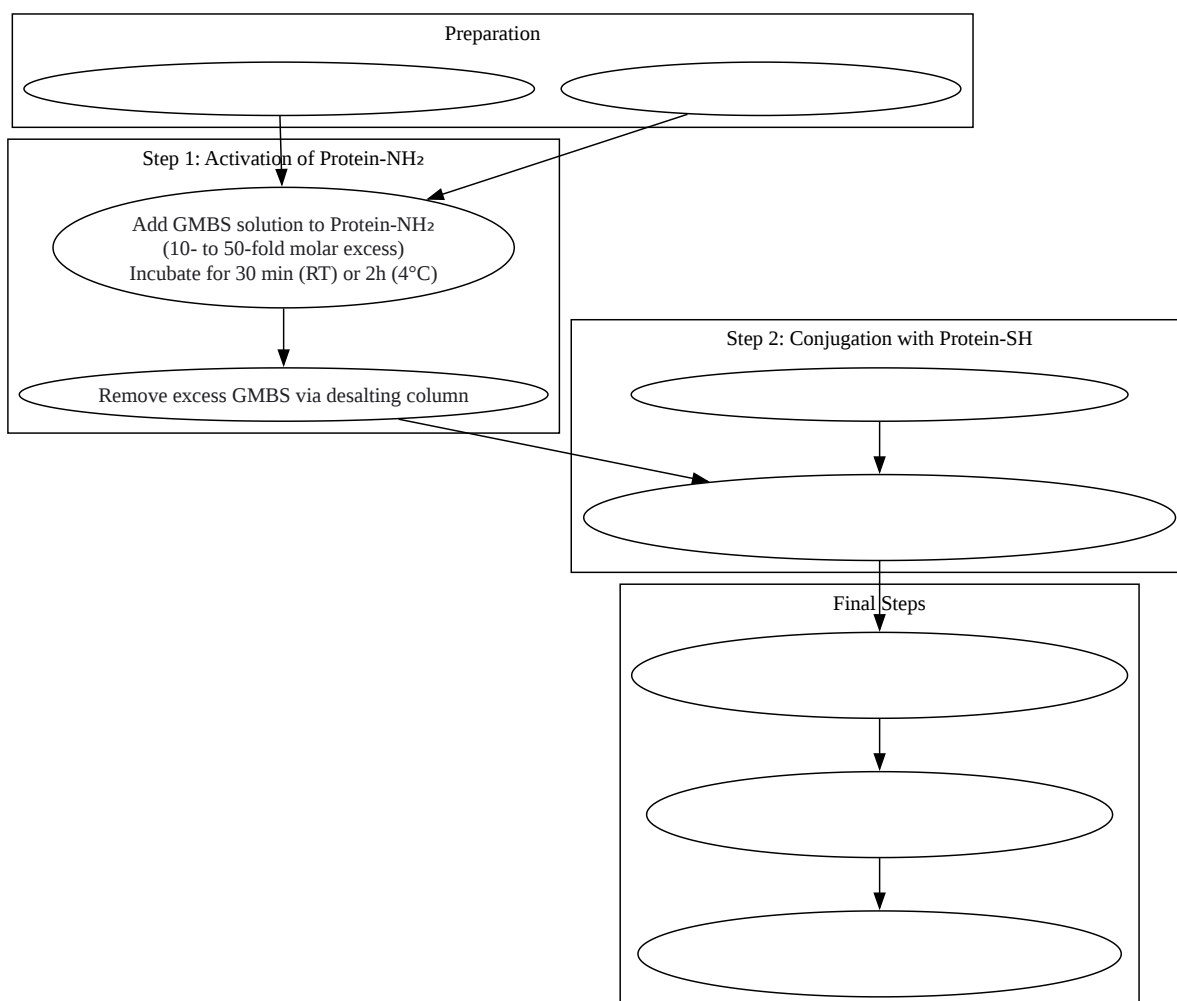 Preparation
Step 1: Activation of Protein-NH₂
Add GMBS solution to Protein-NH₂
(10- to 50-fold molar excess)
Incubate for 30 min (RT) or 2h (4°C)
Remove excess GMBS via desalting column
Step 2: Conjugation with Protein-SH
Final Steps